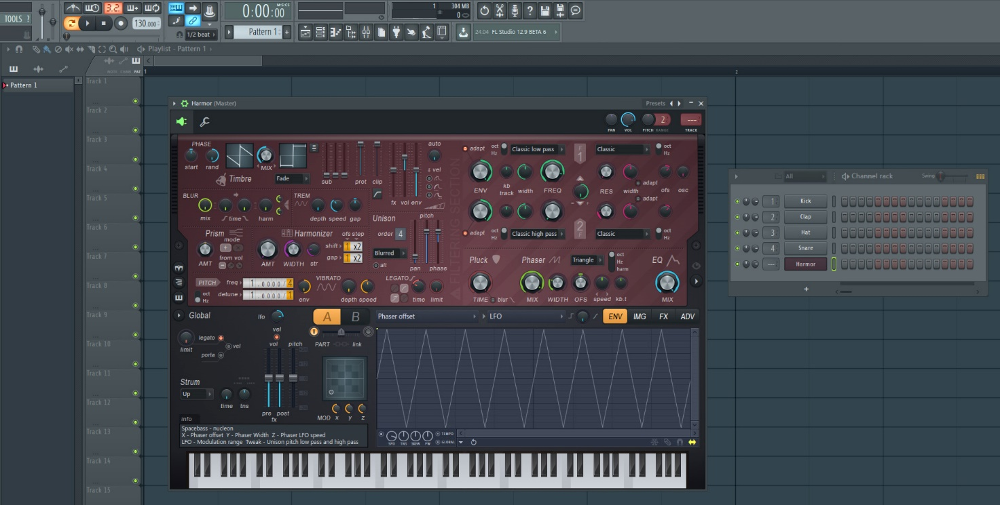 3.2.
304 MB
1
0
0:00:00
M:S:CS
TOOLS ?
130.000
1/2 beat
Pattern 1
+
24.04 FL Studio 12.9 BETA 6
Playlist - Pattern 1
NOTE CHAN PAT
1
2
Pattern 1
Track 1
Track 2
Track 3
Track 4
Track 5
Track 6
Track 7
Track 8
Track 9
Track 10
Track 11
Track 12
Track 13
Track 14
Track 15
Harmor (Master)
Presets
PAN VOL PITCH RANGE 2 TRACK
---
PHASE
start rand MIX
Timbre
Fade
sub prot clip
auto
vel
fx vol env
BLUR
mix time harm
TREM
depth speed gap
Unison
pitch
order 4
Blurred
alt
pan phase
Prism
mode
AMT
from vol
Harmonizer
AMT WIDTH str
ofs step
shift 1 x2
gap 1 x2
PITCH
freq 1.0000/4
oct
Hz
detune 1.0000/1
env
VIBRATO
depth speed
LEGATO
time limit
FILTERING SECTION
adapt oct
Hz
Classic low pass
F
1
Classic
oct
Hz
ENV kb
track width FREQ
RES width adapt ofs osc
adapt
adapt oct
Hz
Classic high pass
2
F
Classic
oct
Hz
Pluck
TIME blur
Phaser
Triangle
oct
Hz
harm
MIX WIDTH OFS speed kb.t
EQ
MIX
Global
lfo
A B
Phaser offset
LFO
ENV IMG FX ADV
limit
legato
vel
porta
vel
vol pitch
PART link
Strum
Up
time tns
pre post
fx
MOD x y z
info
Spacebass - nucleon
X - Phaser offset Y - Phaser Width Z - Phaser LFO speed
LFO - Modulation range Tweak - Unison pitch low pass and high pass
SPD TNS SKEW PW
TEMPO
GLOBAL
All
Channel rack
Swing
1 Kick
2 Clap
3 Hat
4 Snare
--- Harmor
+